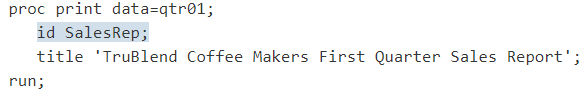 proc print data=qtr01;
   id SalesRep;
   title 'TruBlend Coffee Makers First Quarter Sales Report';
run;